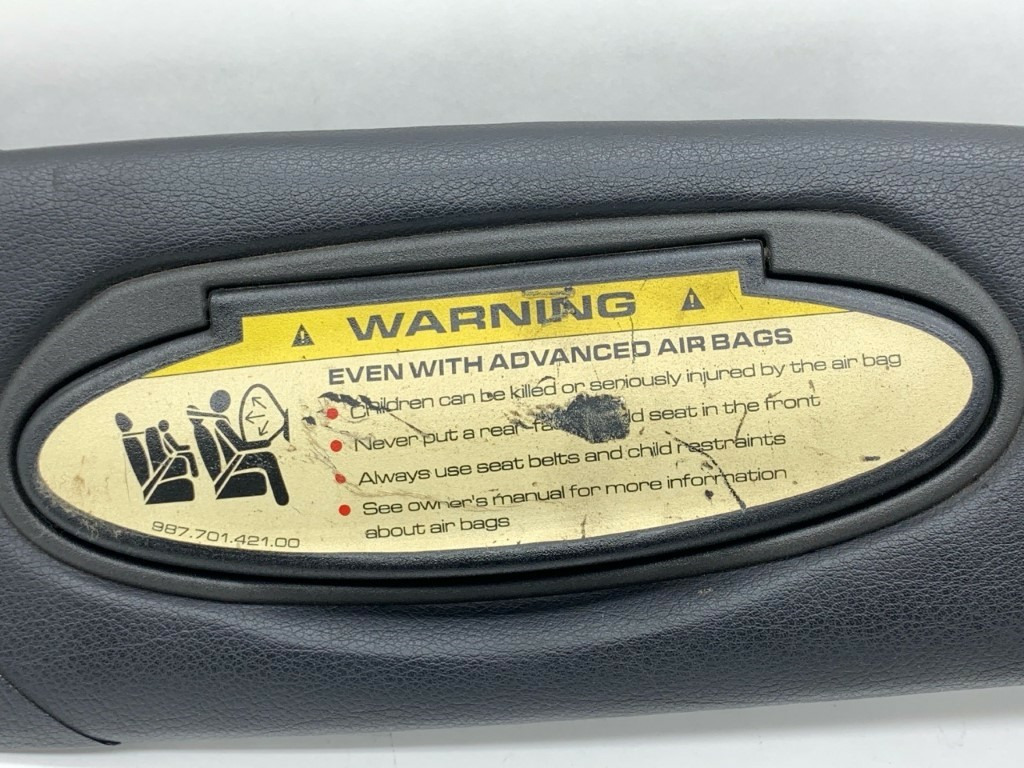 WARNING
EVEN WITH ADVANCED AIR BAGS
Children can be killed or seriously injured by the air bag
Never put a rear-fa d seat in the front
Always use seat belts and child restraints
See owner's manual for more information
about air bags
987.701.421.00